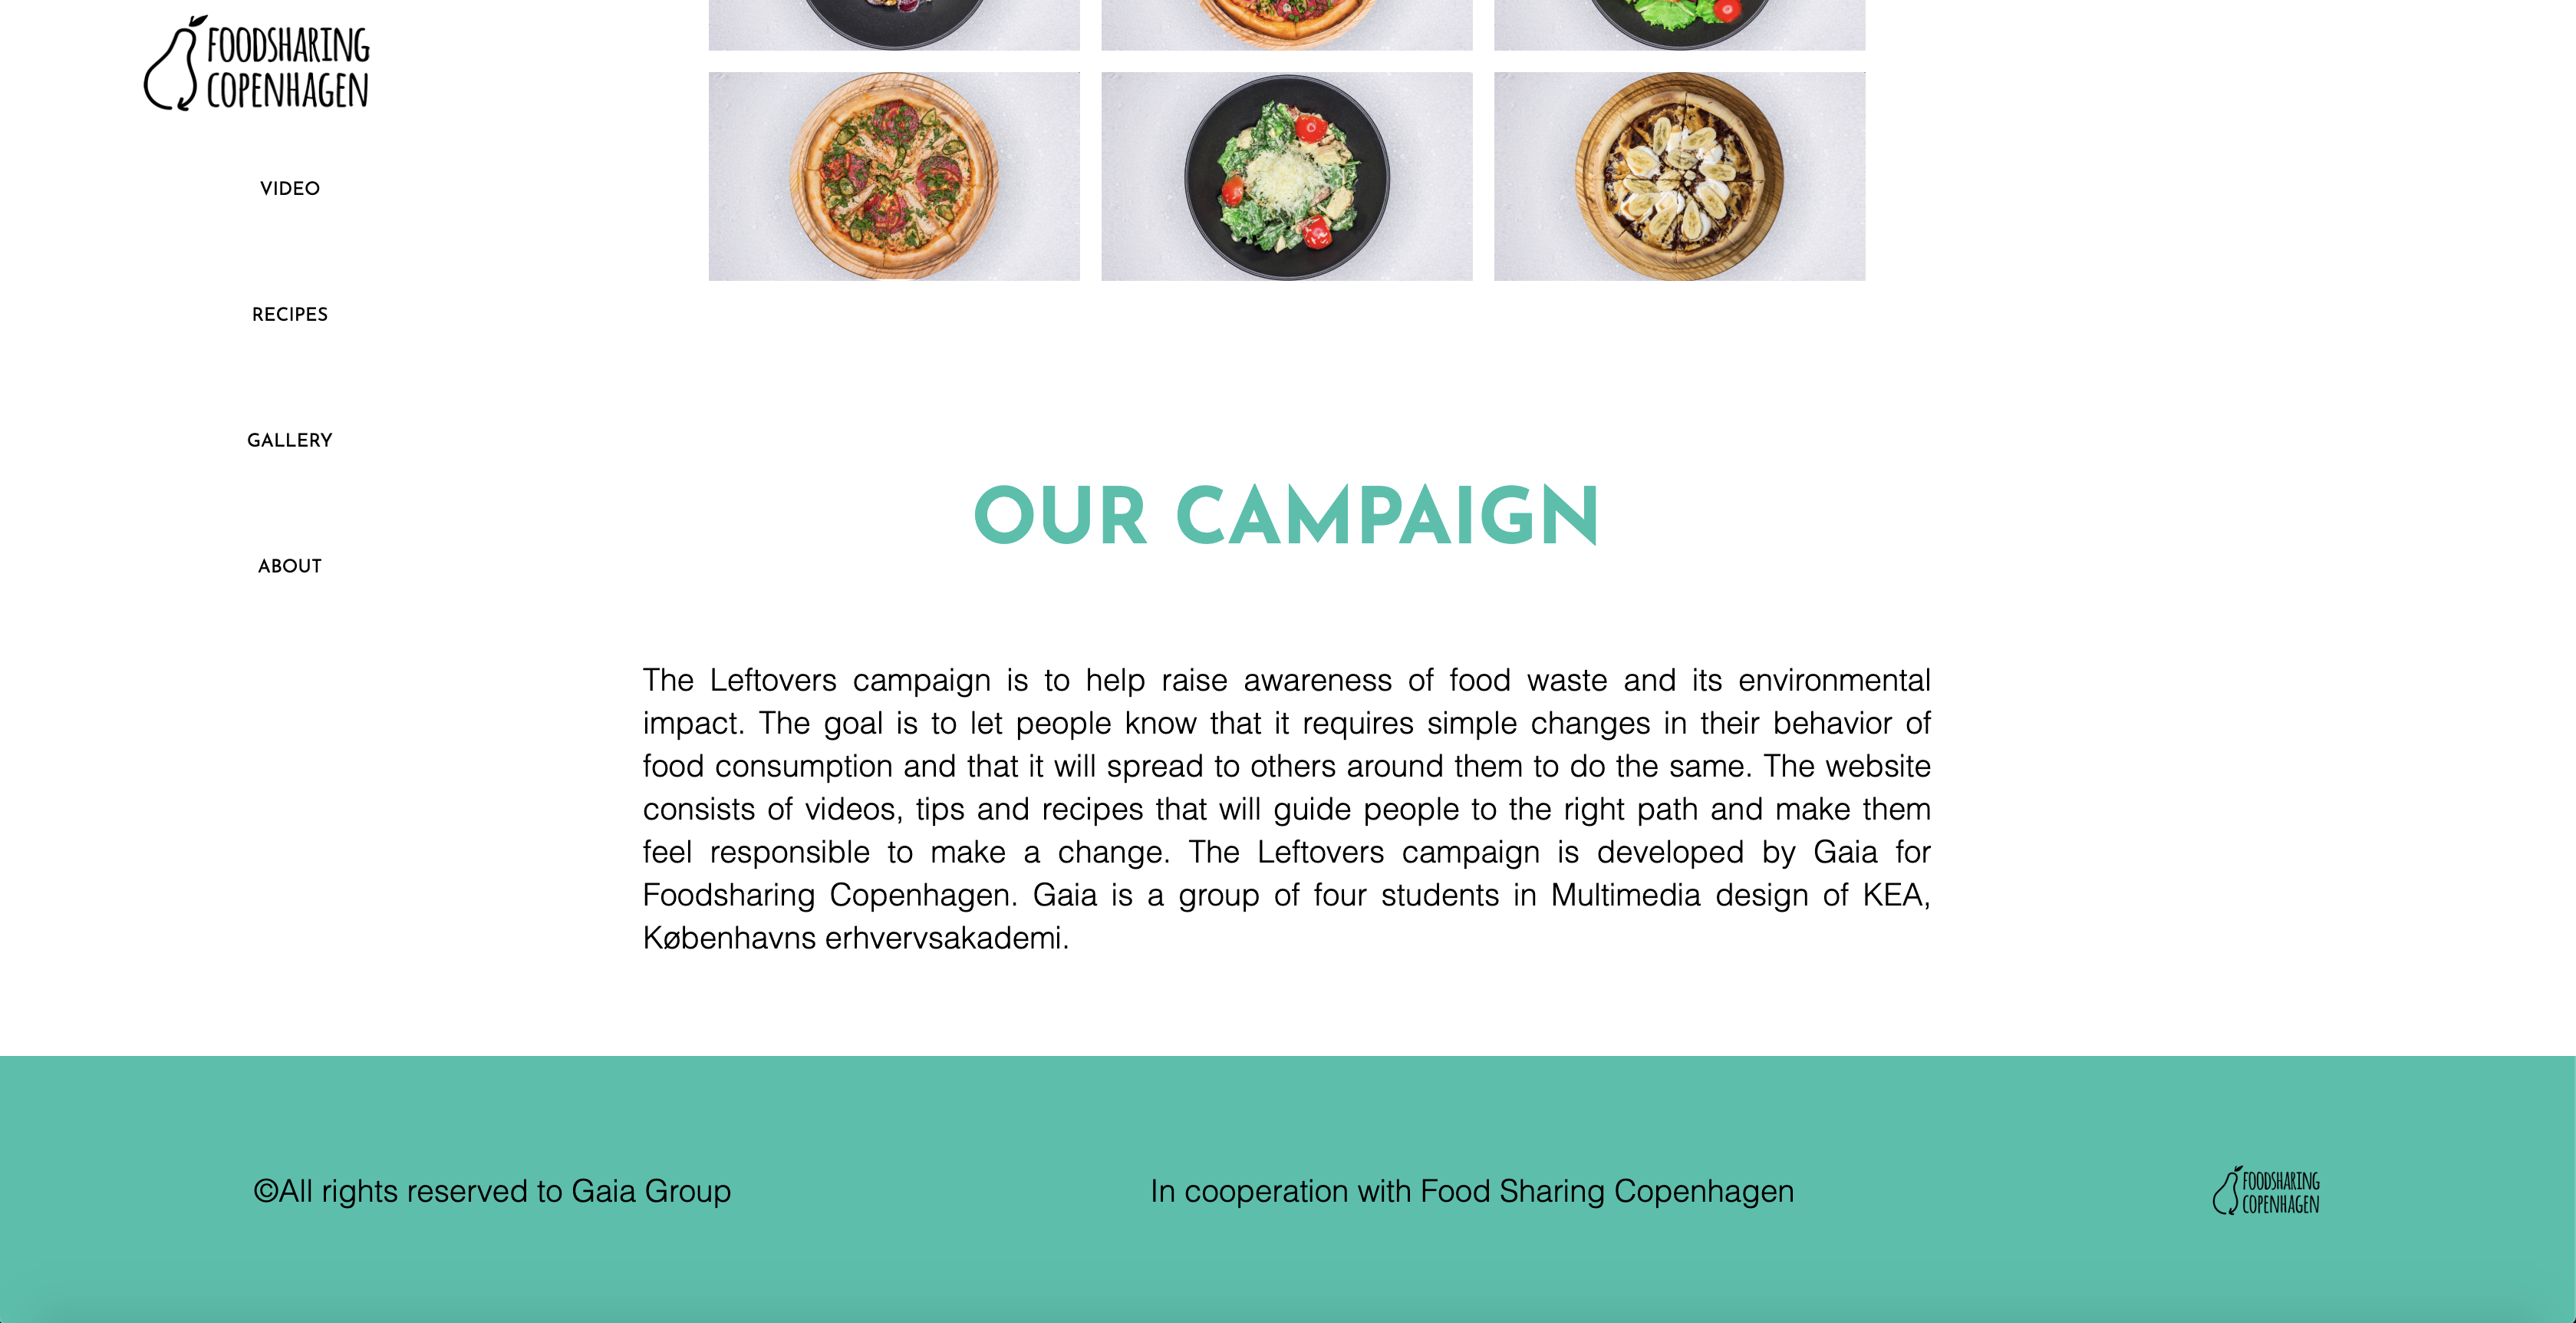 FOODSHARING
COPENHAGEN
VIDEO
RECIPES
GALLERY
ABOUT
OUR CAMPAIGN
The Leftovers campaign is to help raise awareness of food waste and its environmental
impact. The goal is to let people know that it requires simple changes in their behavior of
food consumption and that it will spread to others around them to do the same. The website
consists of videos, tips and recipes that will guide people to the right path and make them
feel responsible to make a change. The Leftovers campaign is developed by Gaia for
Foodsharing Copenhagen. Gaia is a group of four students in Multimedia design of KEA,
Københavns erhvervsakademi.
©All rights reserved to Gaia Group
In cooperation with Food Sharing Copenhagen
FOODSHARING
COPENHAGEN